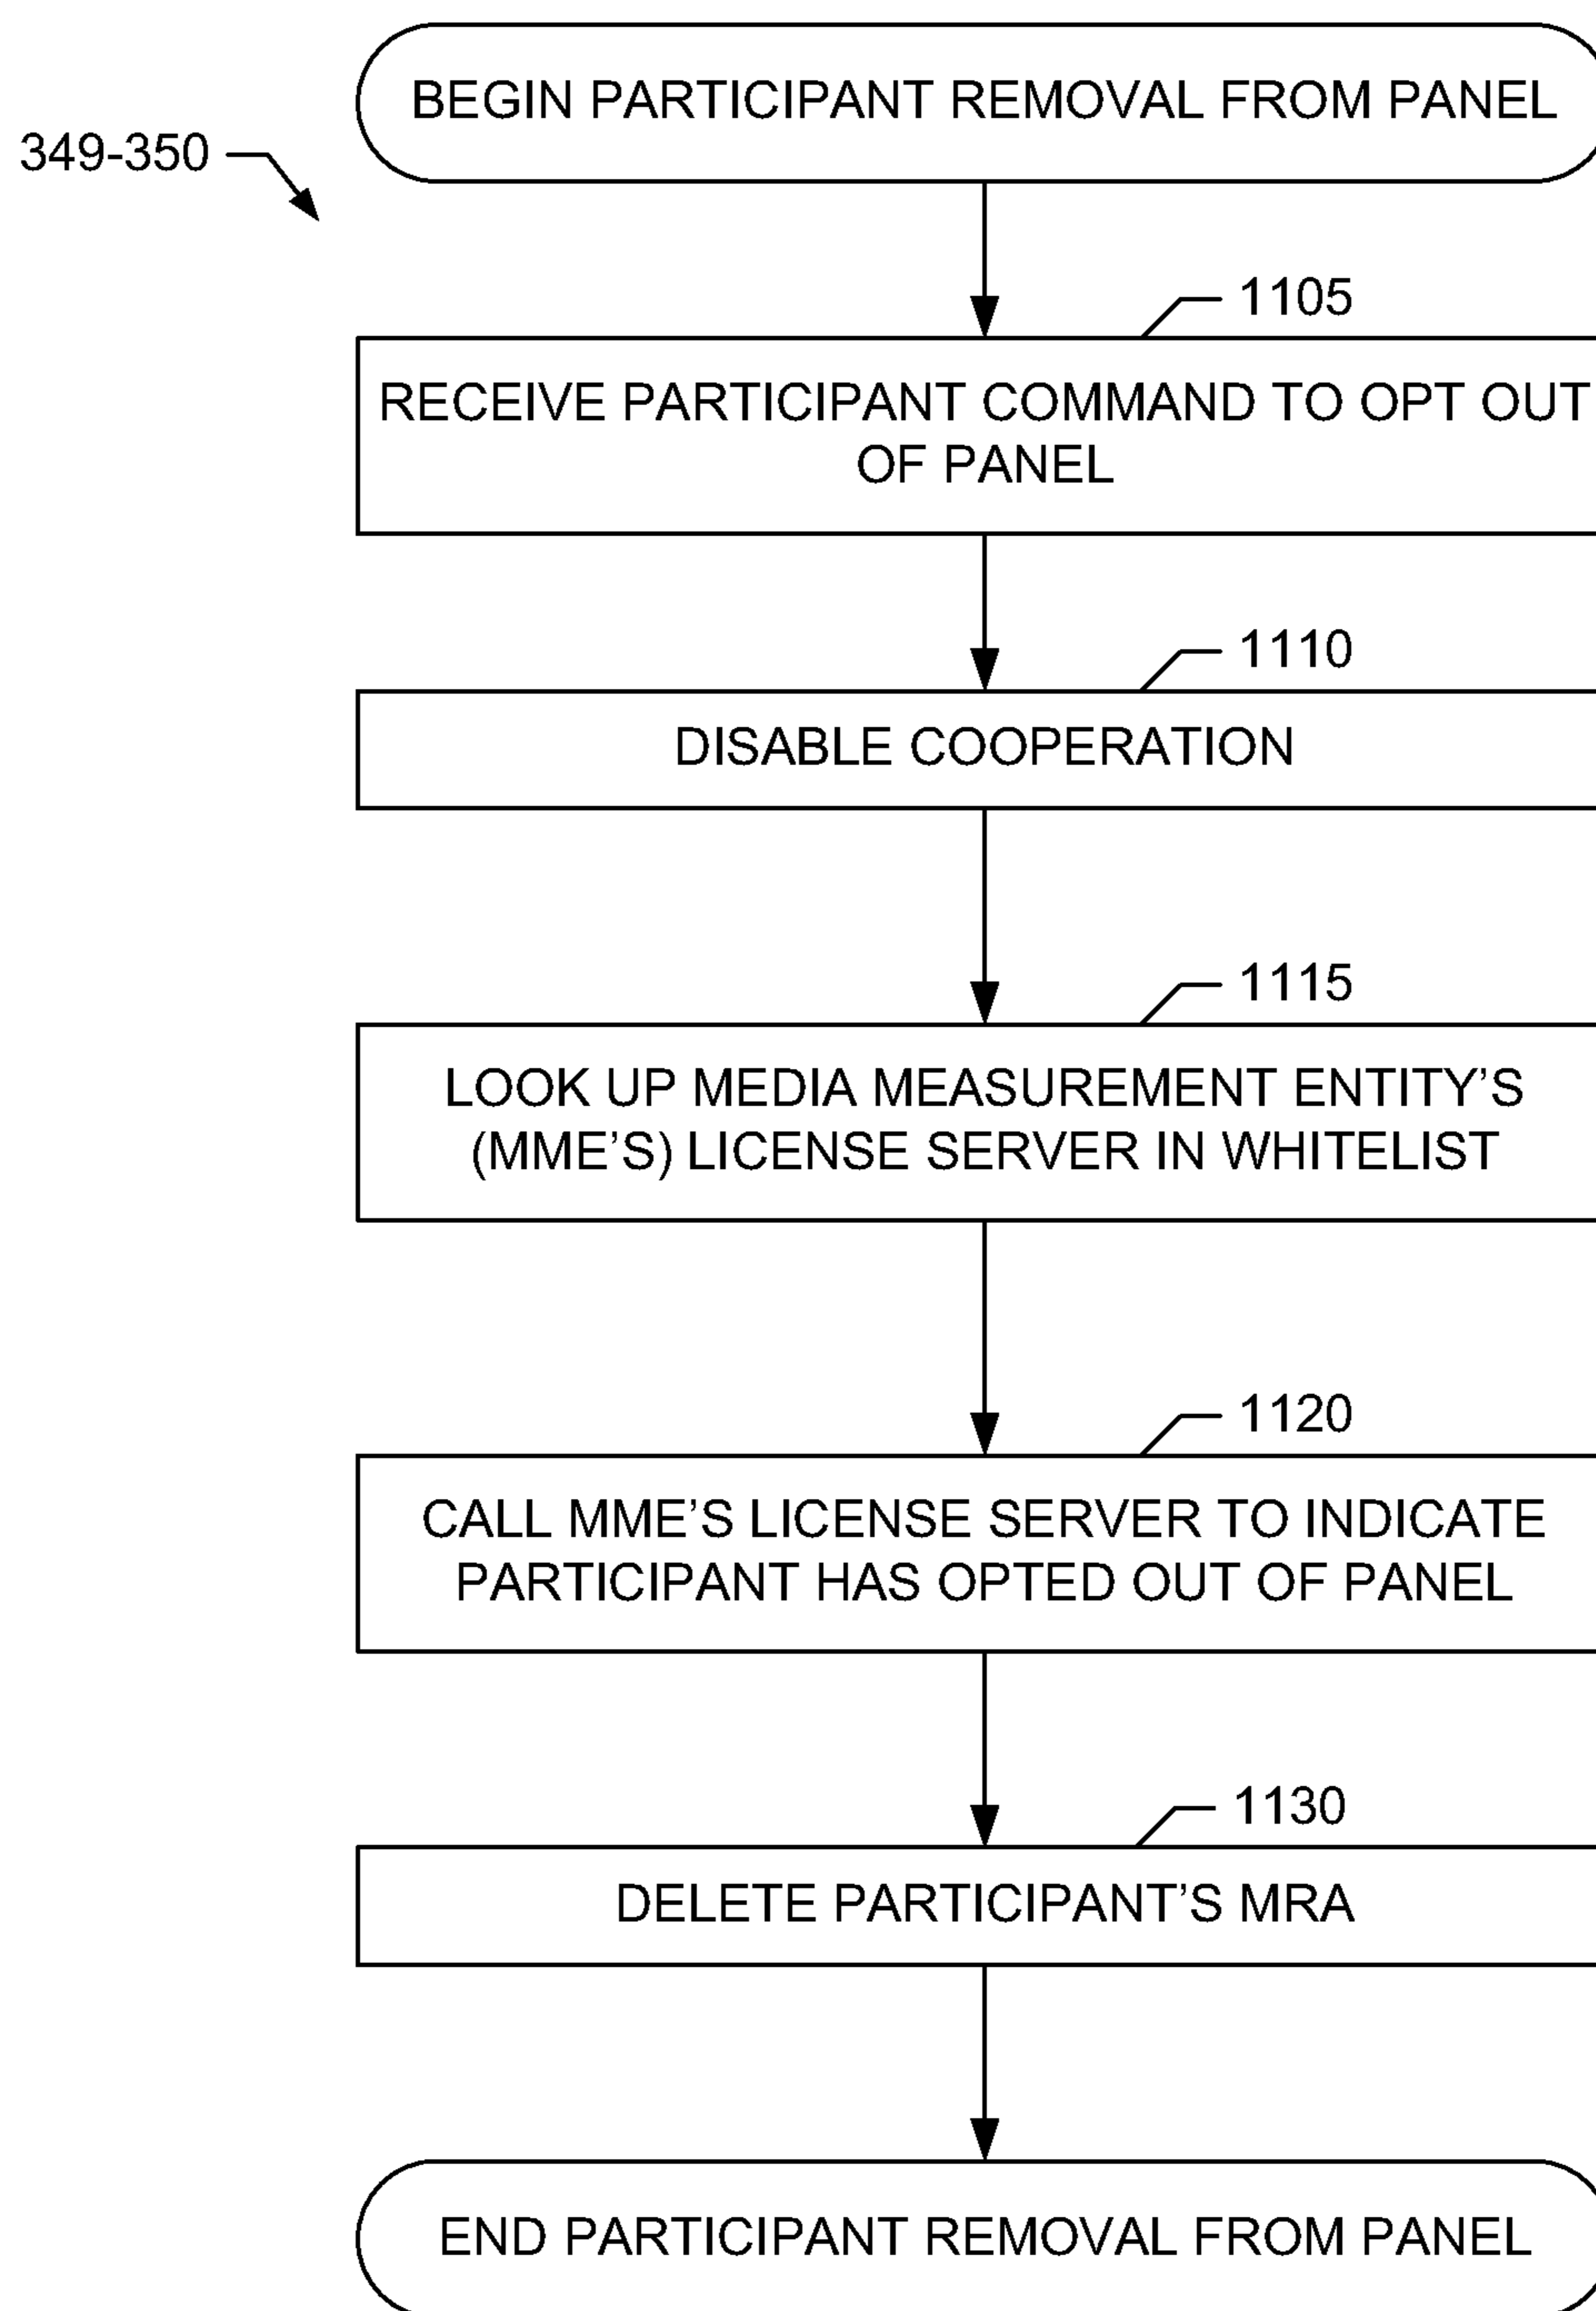 BEGIN PARTICIPANT REMOVAL FROM PANEL
349-350
1105
RECEIVE PARTICIPANT COMMAND TO OPT OUT
OF PANEL
1110
DISABLE COOPERATION
1115
LOOK UP MEDIA MEASUREMENT ENTITY’S
(MME’S) LICENSE SERVER IN WHITELIST
1120
CALL MME’S LICENSE SERVER TO INDICATE
PARTICIPANT HAS OPTED OUT OF PANEL
1130
DELETE PARTICIPANT’S MRA
END PARTICIPANT REMOVAL FROM PANEL